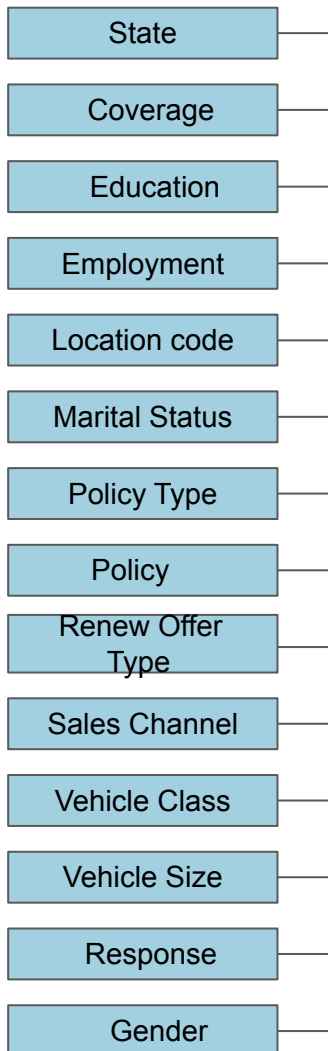 State
Coverage
Education
Employment
Location code
Marital Status
Policy Type
Policy
Renew Offer
Type
Sales Channel
Vehicle Class
Vehicle Size
Response
Gender